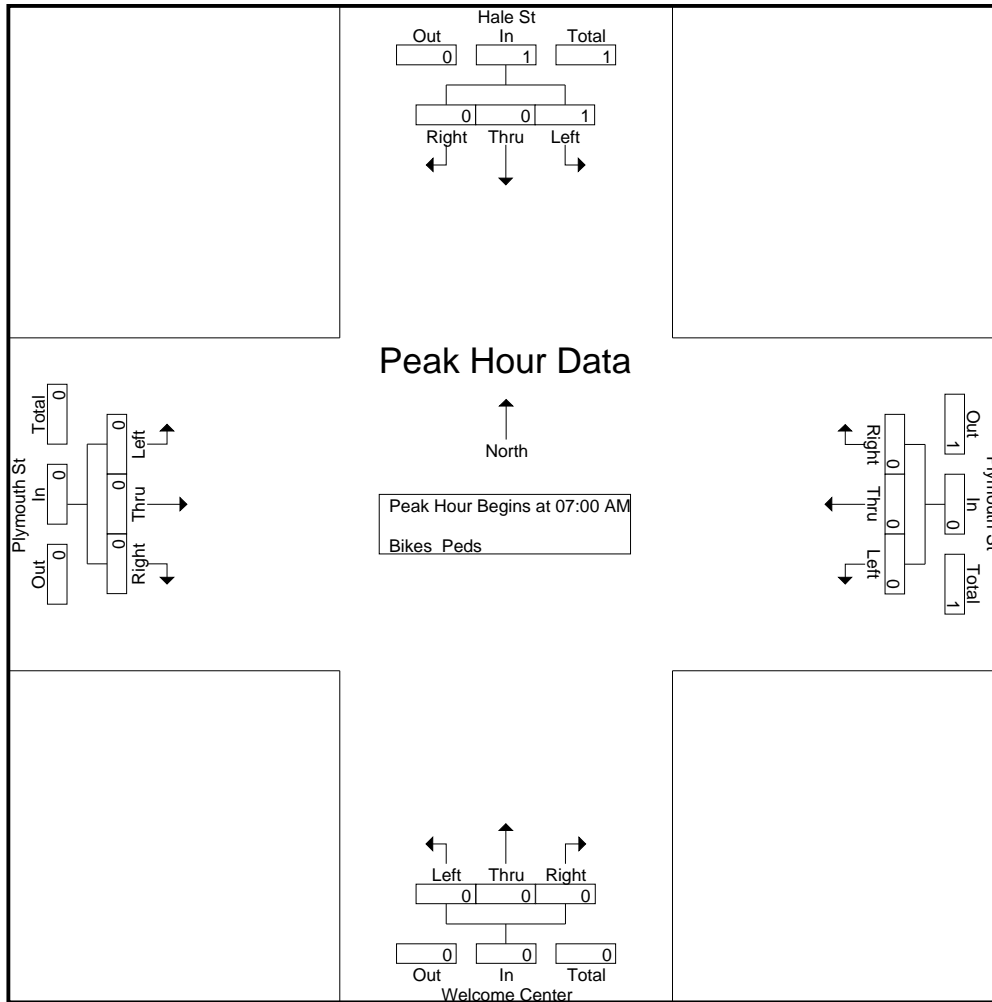 Hale St
Out In Total
0 1 1
0 0 1
Right Thru Left
Peak Hour Data
North
Peak Hour Begins at 07:00 AM
Bikes Peds
Plymouth St
Total In Out
0 0 0
0 0 0
Left Thru Right
Right Thru Left
0 0 0
1 0 1
Out In Total
Plymouth St
Left Thru Right
0 0 0
0 0 0
Out In Total
Welcome Center